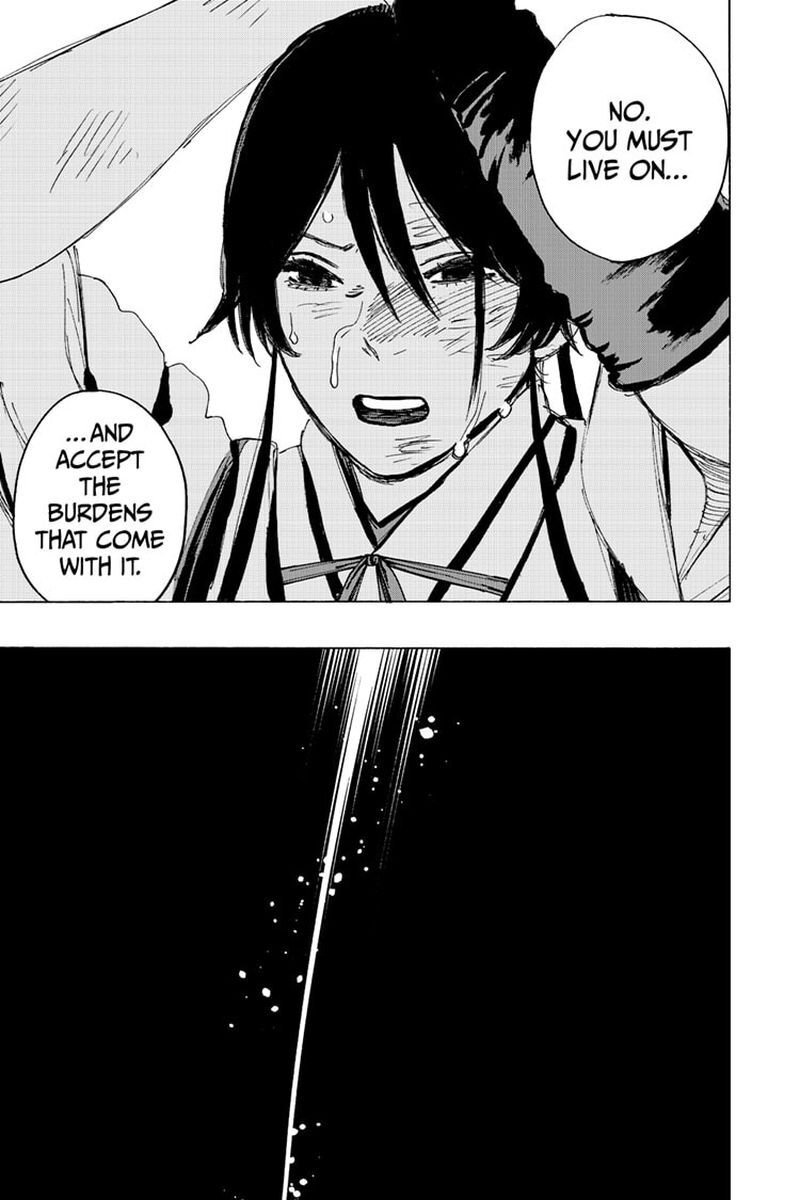 NO.
YOU MUST
LIVE ON...
...AND
ACCEPT
THE
BURDENS
THAT COME
WITH IT.